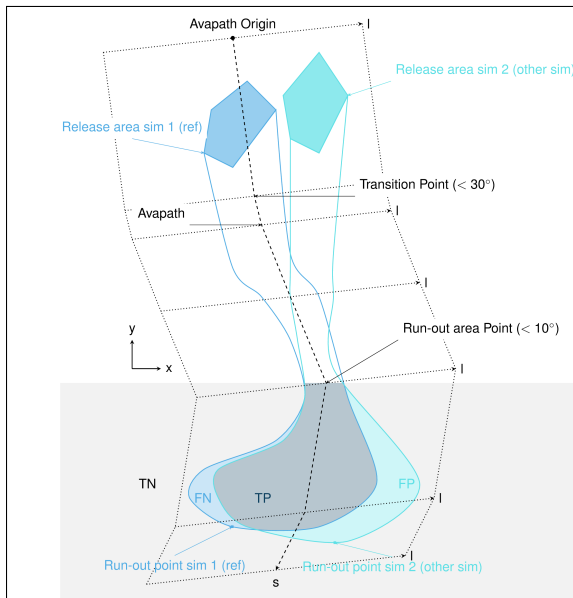 Avapath Origin
l
Release area sim 2 (other sim)
Release area sim 1 (ref)
Transition Point (< 30°)
Avapath
l
l
y
x
Run-out area Point (< 10°)
l
TN
FN
TP
FP
l
Run-out point sim 1 (ref)
Run-out point sim 2 (other sim)
l
s